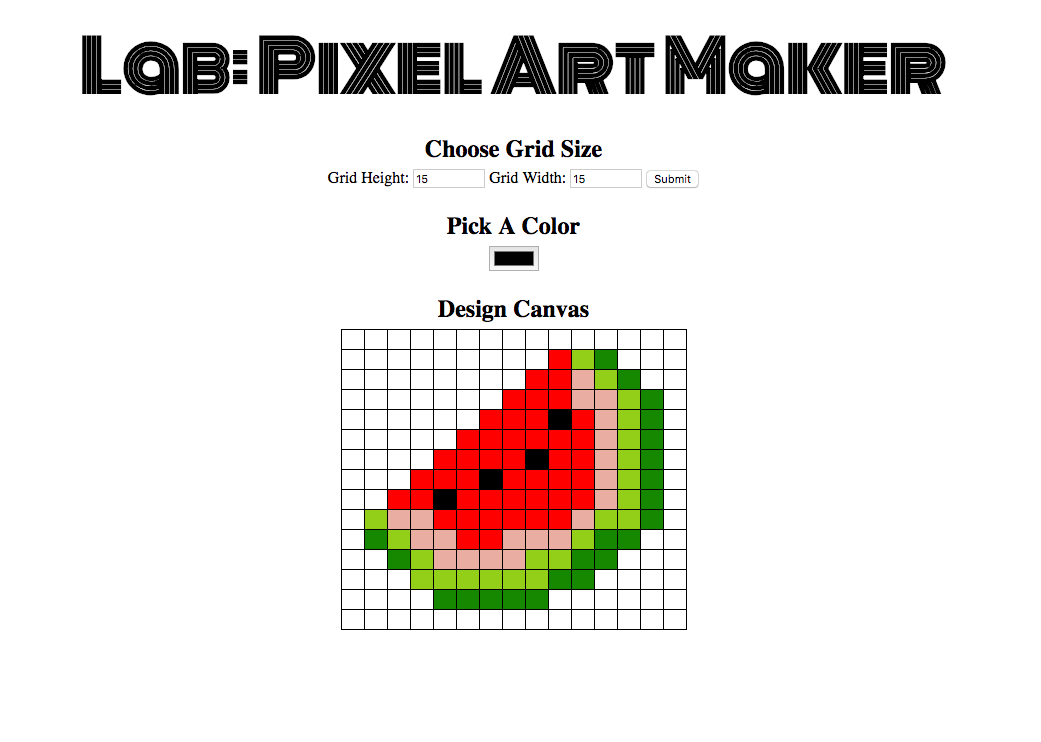 Lab: Pixel Art Maker
Choose Grid Size
Grid Height: 15 Grid Width: 15 Submit
Pick A Color
Design Canvas